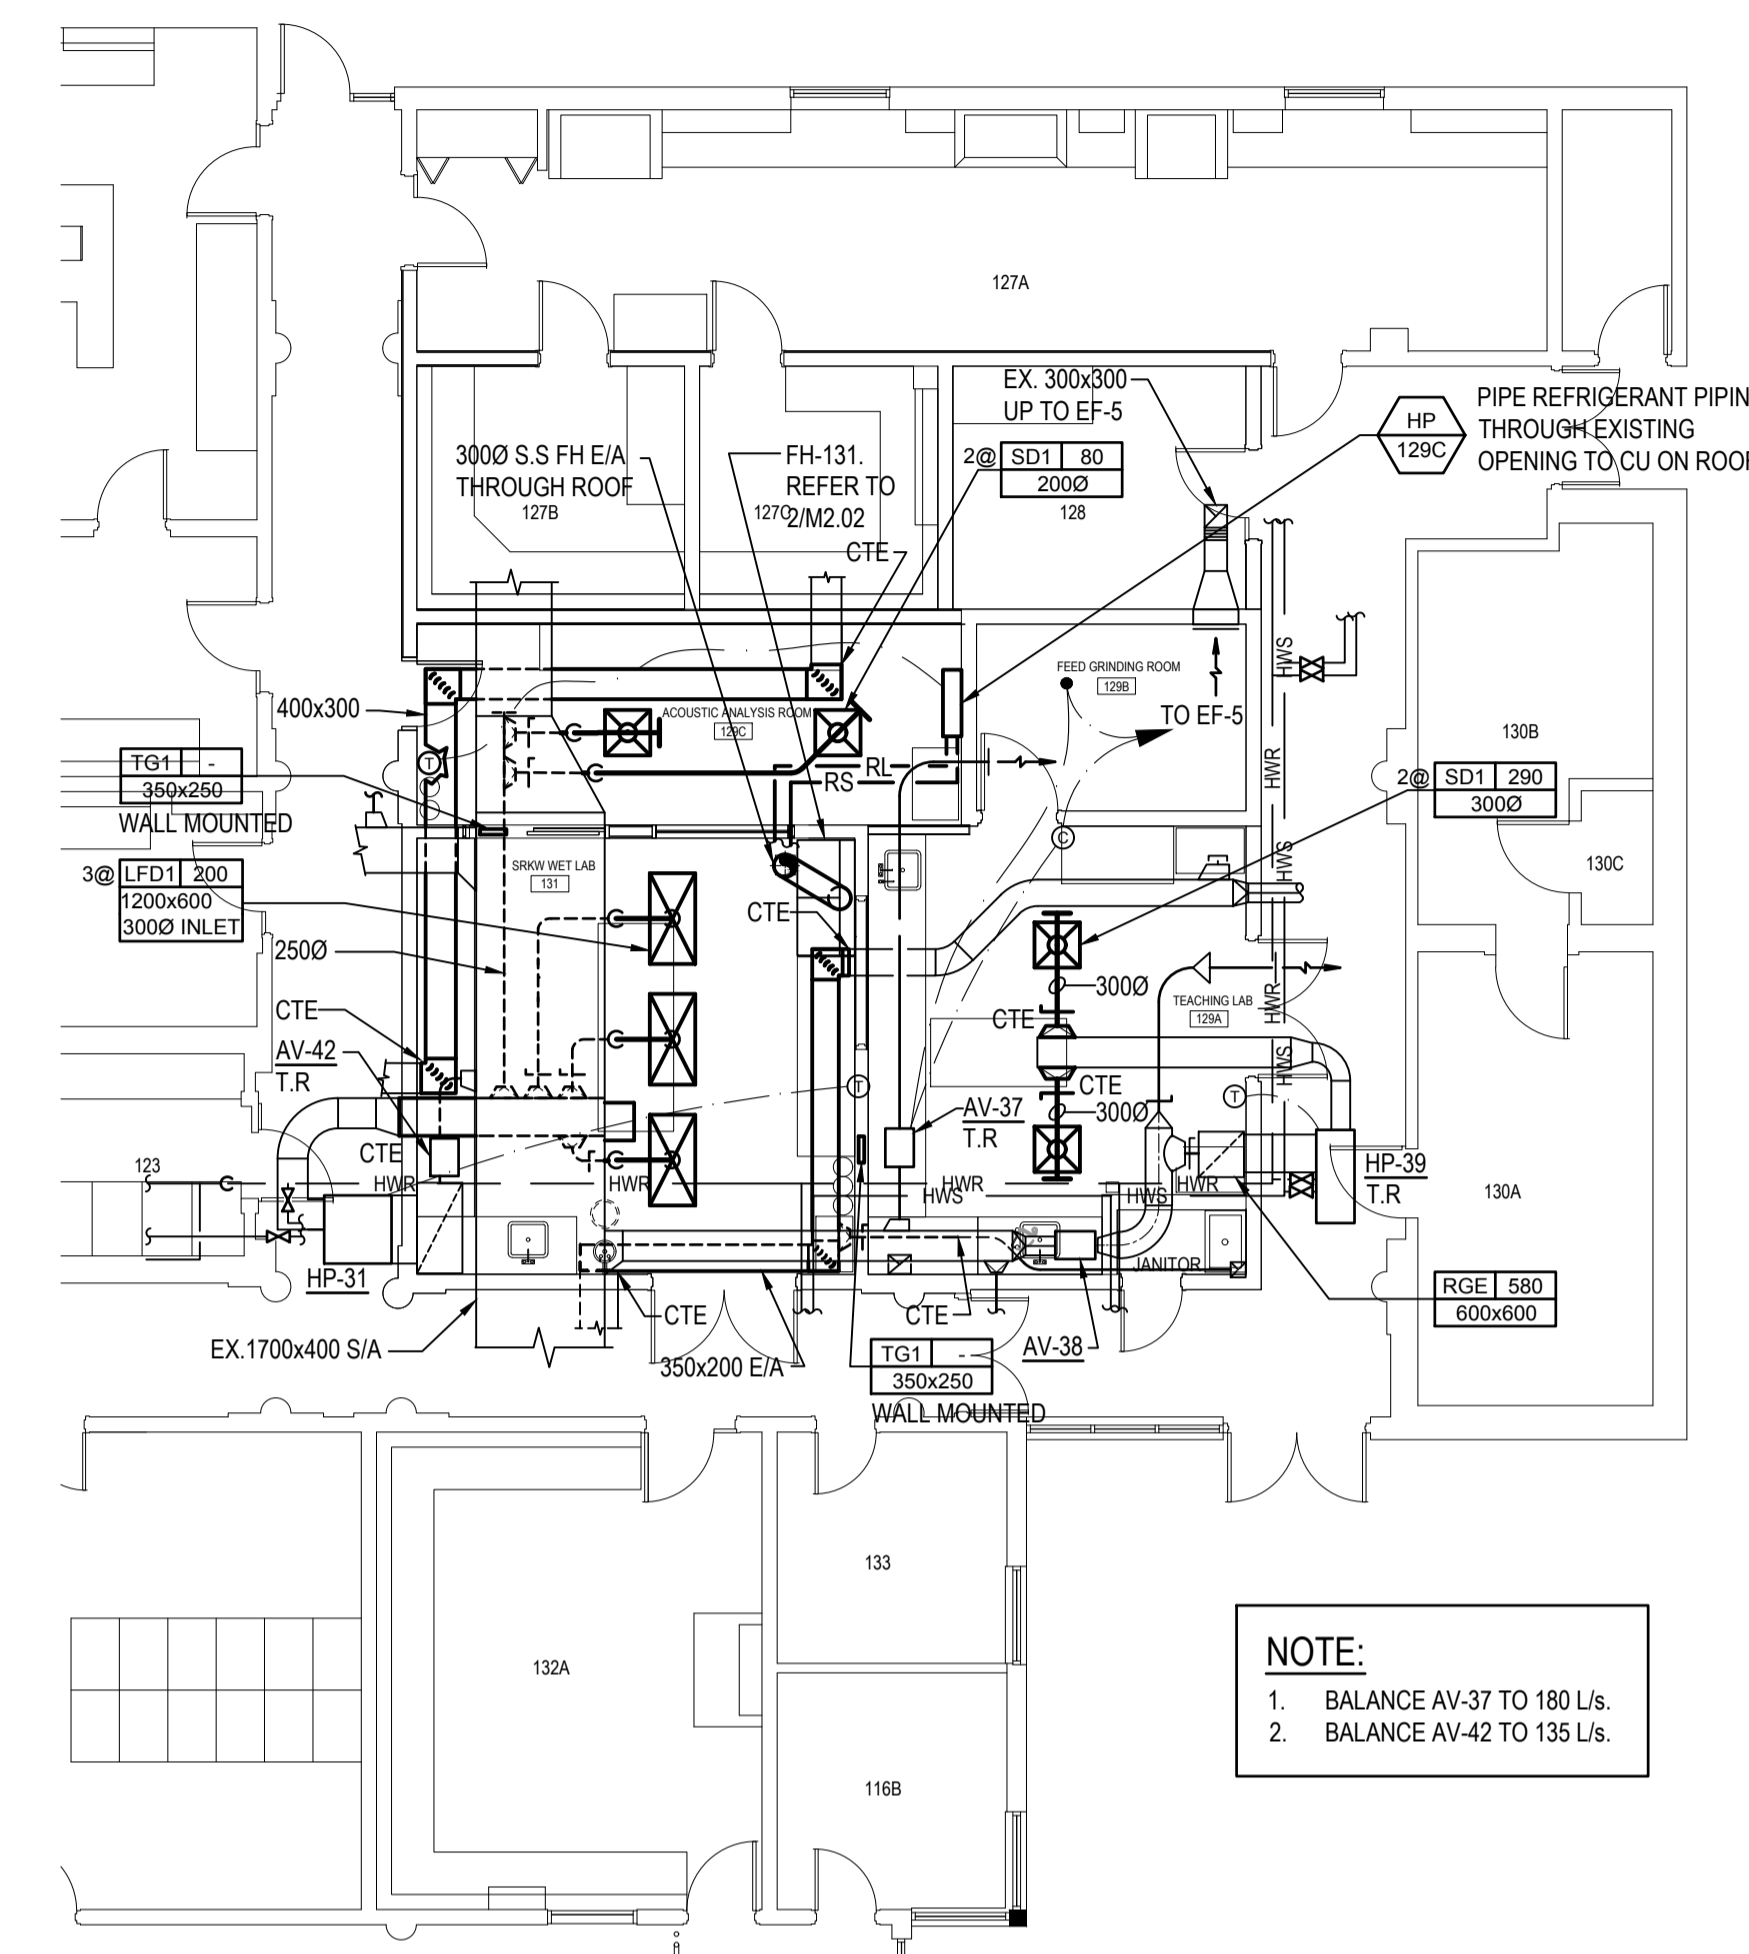 127A
EX. 300x300
UP TO EF-5
HP
129C
PIPE REFRIGERANT PIPIN
THROUGH EXISTING
OPENING TO CU ON ROOF
300Ø S.S FH E/A
THROUGH ROOF
127B
FH-131.
REFER TO
2/M2.02
127C
CTE
2@ SD1 80
200Ø
128
HWS
FEED GRINDING ROOM
129B
TO EF-5
400x300
ACOUSTIC ANALYSIS ROOM
129C
T
RL
RS
HWR
130B
TG1 -
350x250
WALL MOUNTED
2@ SD1 290
300Ø
C
HWS
130C
3@ LFD1 200
1200x600
300Ø INLET
SRKW WET LAB
131
CTE
250Ø
300Ø
TEACHING LAB
129A
HWR
CTE
CTE
AV-42
T.R
HWS
CTE
T
T
300Ø
AV-37
T.R
CTE
123
HWR
HWR
HWR
HWS
HWS
HWR
HP-39
T.R
130A
HP-31
JANITOR
RGE 580
600x600
EX.1700x400 S/A
CTE
350x200 E/A
CTE
AV-38
TG1 -
350x250
WALL MOUNTED
133
132A
116B
NOTE:
1. BALANCE AV-37 TO 180 L/s.
2. BALANCE AV-42 TO 135 L/s.